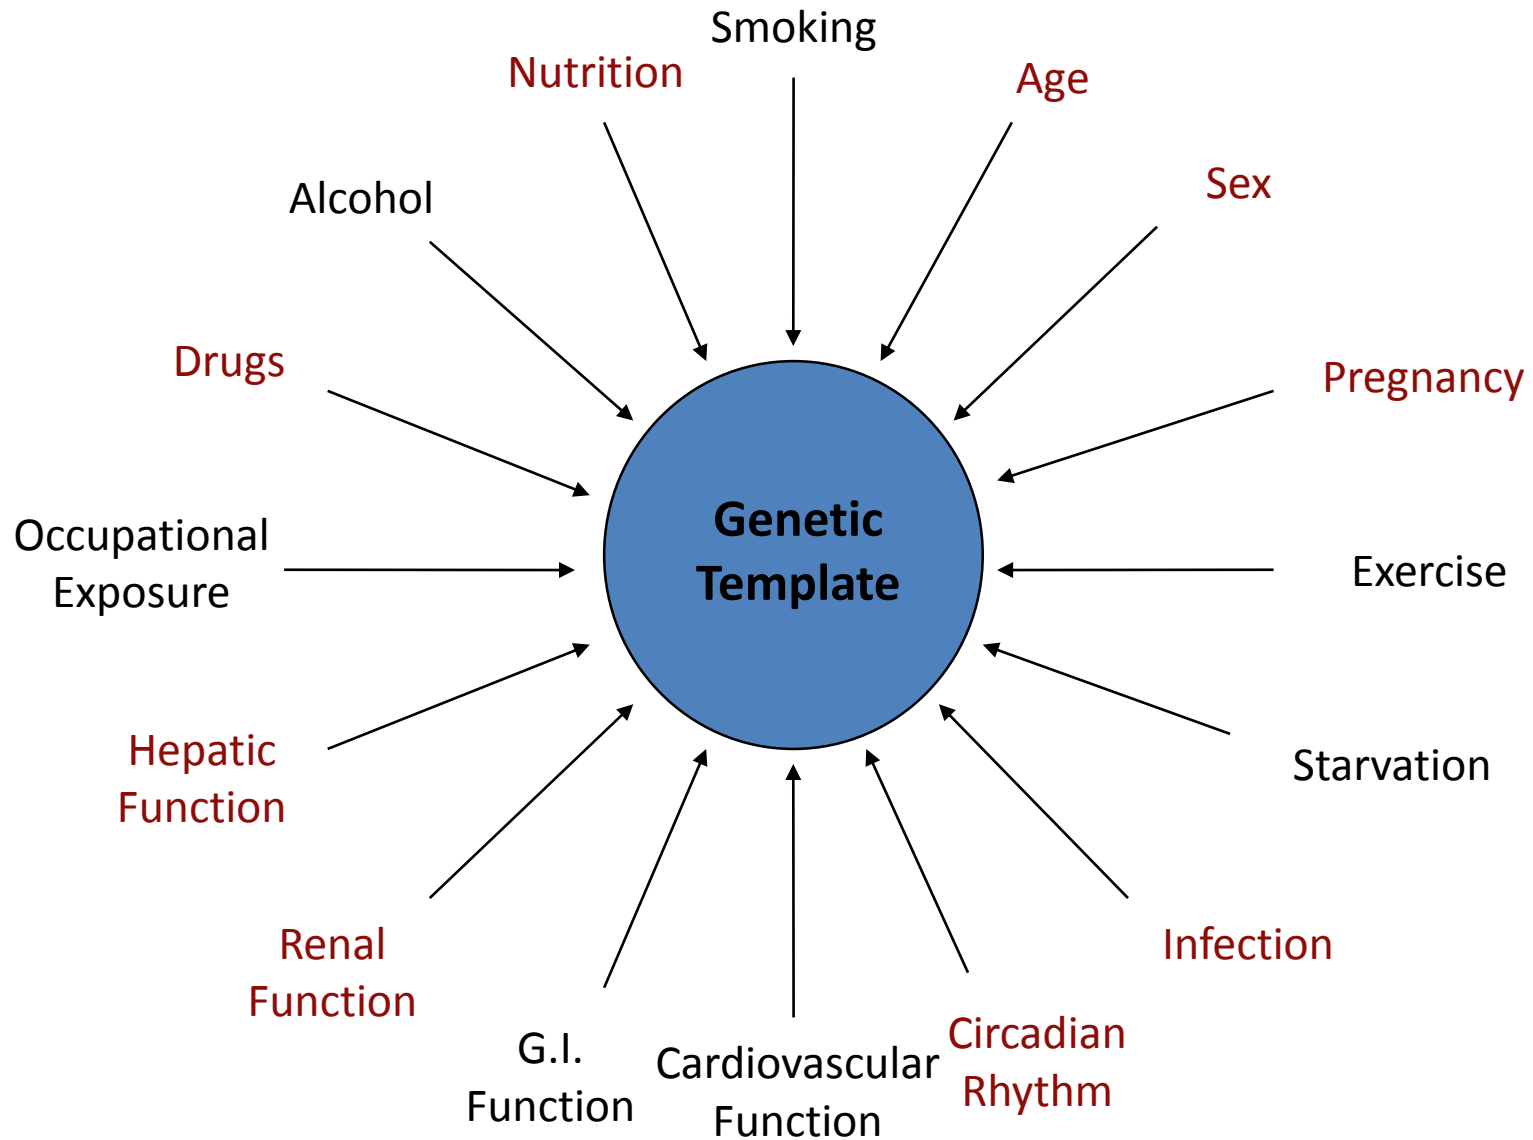 Smoking
Nutrition
Age
Sex
Alcohol
Drugs
Pregnancy
Genetic
Template
Occupational
Exposure
Exercise
Hepatic
Function
Starvation
Renal
Function
Infection
G.I.
Function
Cardiovascular
Function
Circadian
Rhythm